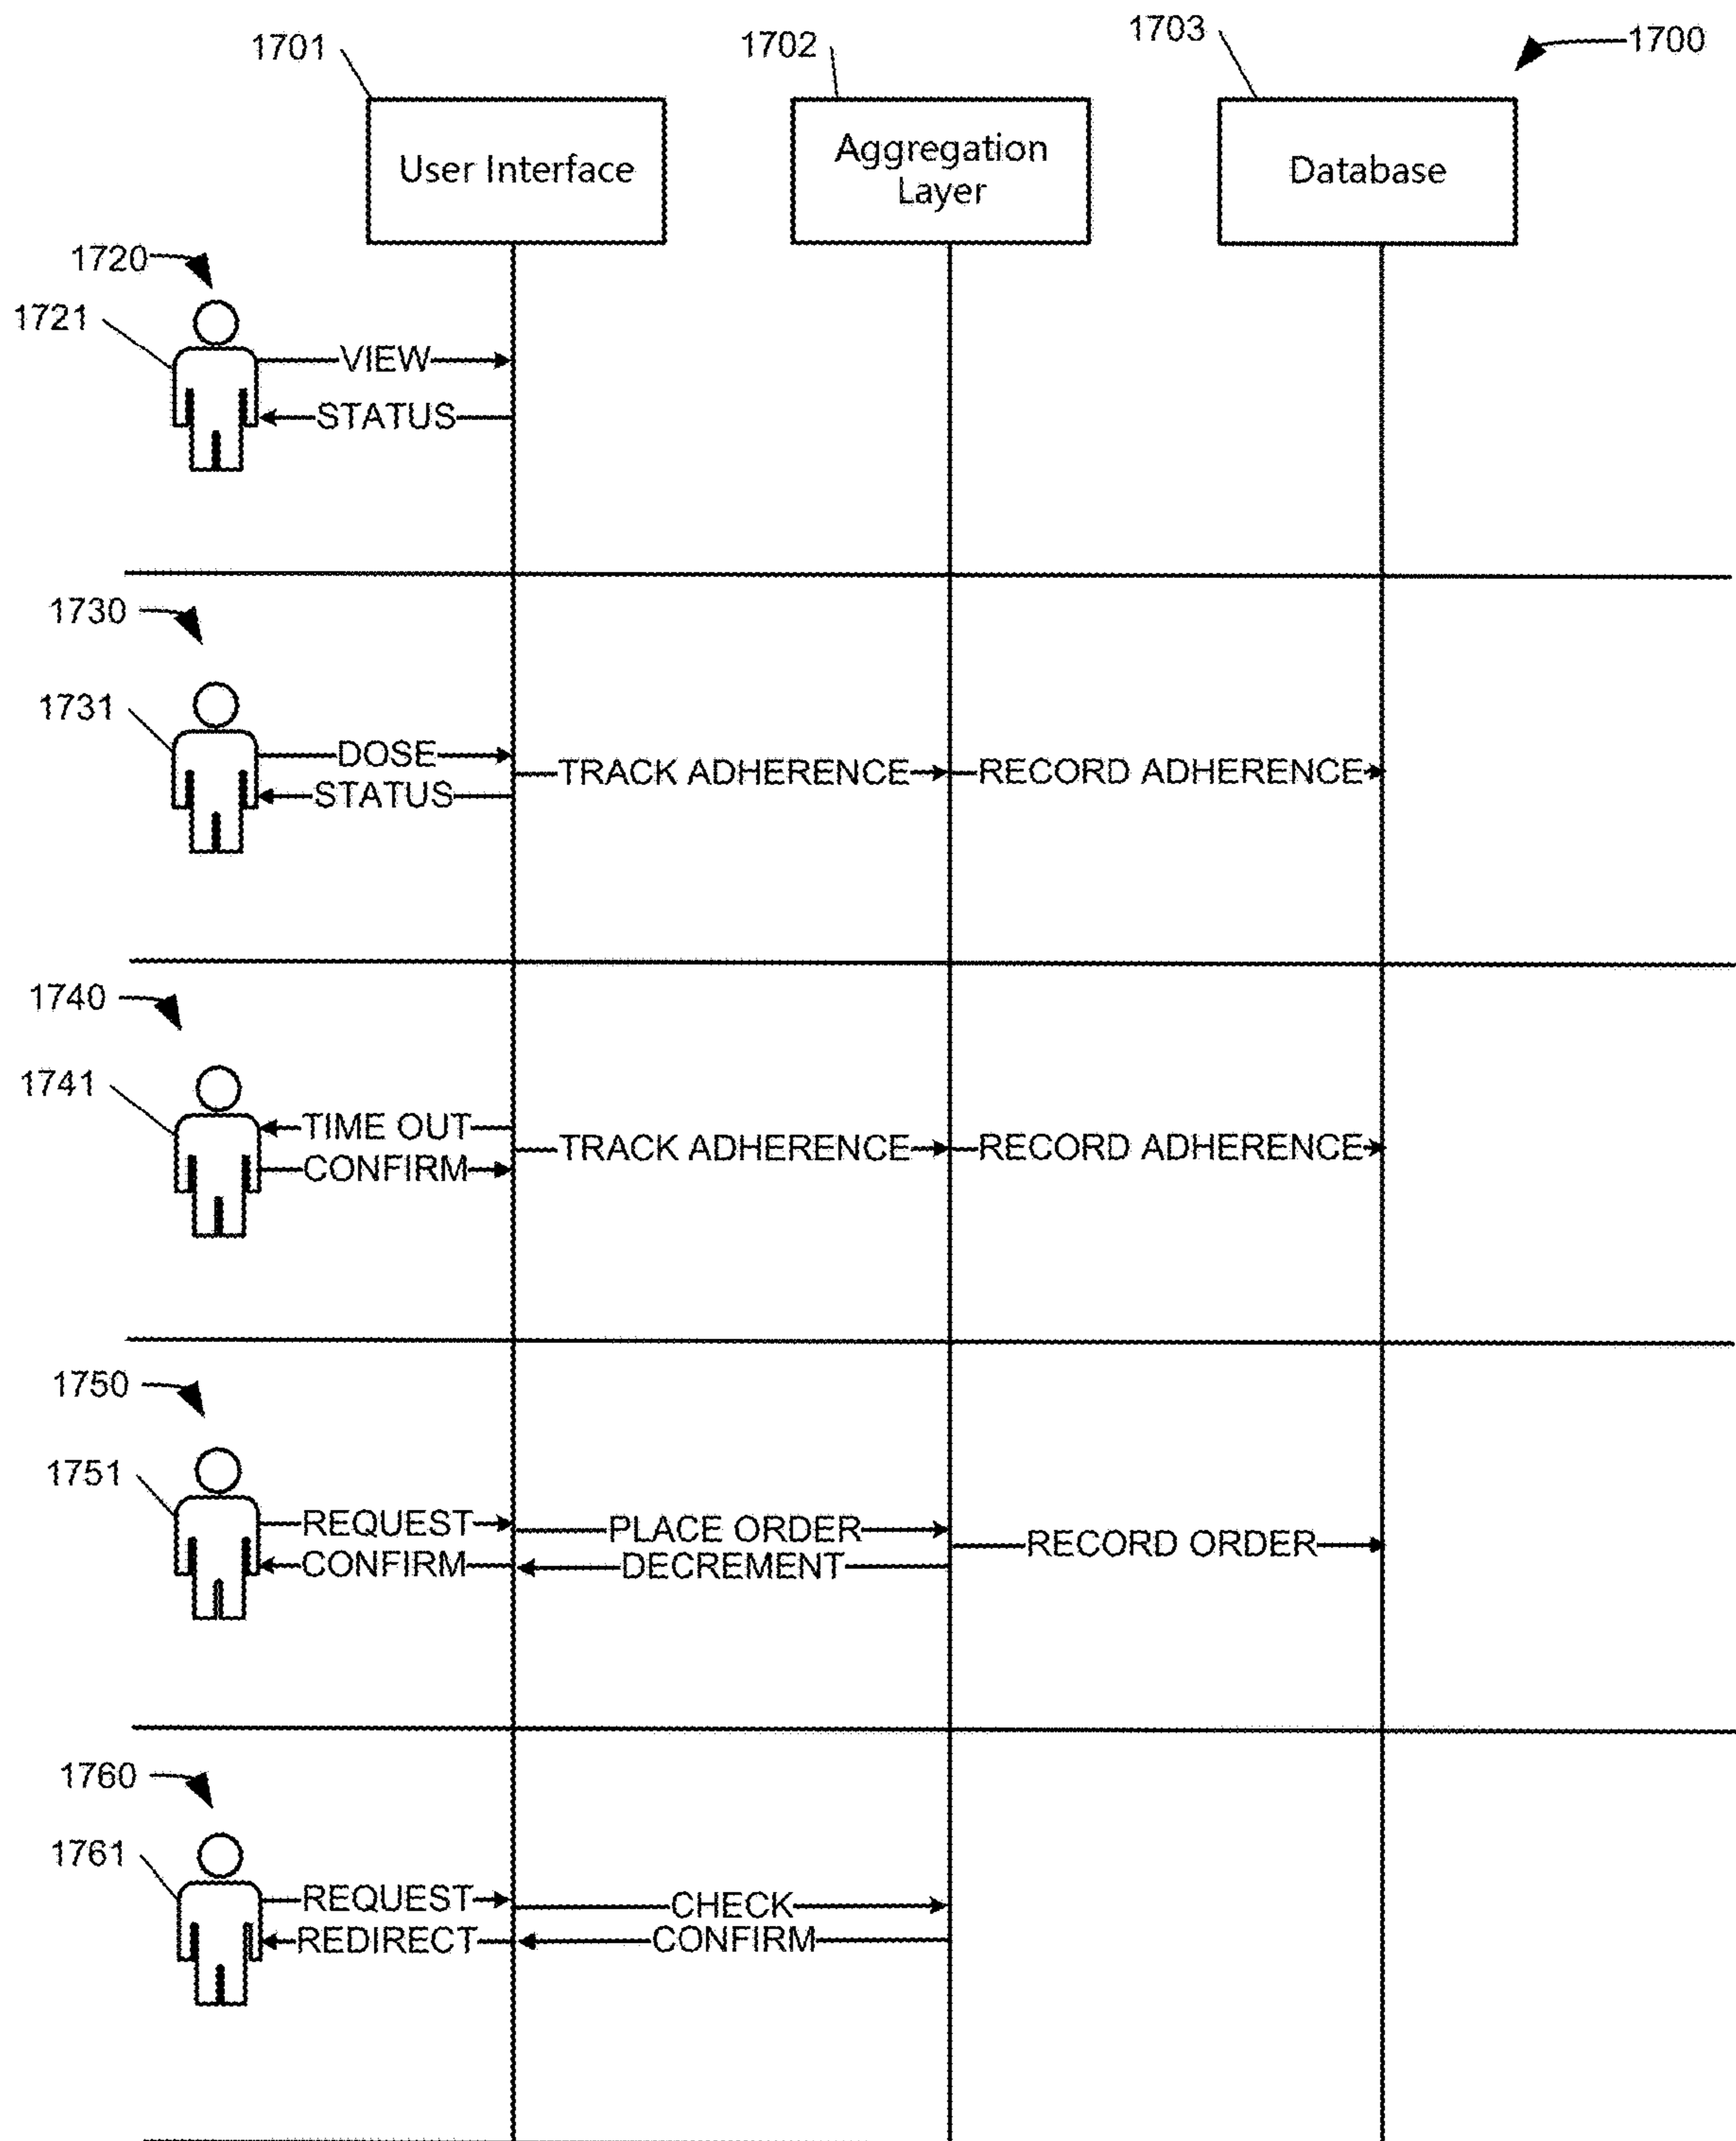 1701
1702
1703
1700
User Interface
Aggregation
Layer
Database
1720
1721
VIEW
STATUS
1730
1731
DOSE
STATUS
TRACK ADHERENCE
RECORD ADHERENCE
1740
1741
TIME OUT
CONFIRM
TRACK ADHERENCE
RECORD ADHERENCE
1750
1751
REQUEST
CONFIRM
PLACE ORDER
DECREMENT
RECORD ORDER
1760
1761
REQUEST
REDIRECT
CHECK
CONFIRM